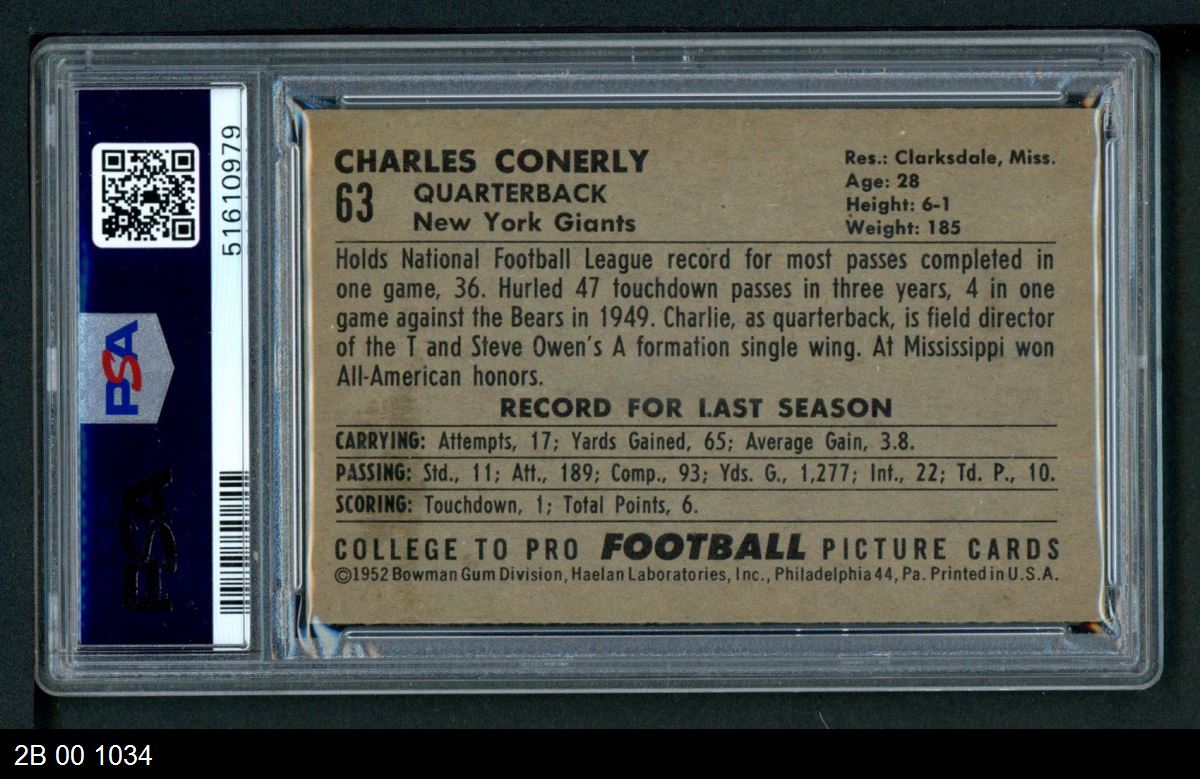 51610979
PSA
PSA
CHARLES CONERLY
63 QUARTERBACK
New York Giants
Res.: Clarksdale, Miss.
Age: 28
Height: 6-1
Weight: 185
Holds National Football League record for most passes completed in
one game, 36. Hurled 47 touchdown passes in three years, 4 in one
game against the Bears in 1949. Charlie, as quarterback, is field director
of the T and Steve Owen's A formation single wing. At Mississippi won
All-American honors.
RECORD FOR LAST SEASON
CARRYING: Attempts, 17; Yards Gained, 65; Average Gain, 3.8.
PASSING: Std., 11; Att., 189; Comp., 93; Yds. G., 1,277; Int., 22; Td. P., 10.
SCORING: Touchdown, 1; Total Points, 6.
COLLEGE TO PRO FOOTBALL PICTURE CARDS
©1952 Bowman Gum Division, Haelan Laboratories, Inc., Philadelphia 44, Pa. Printed in U.S.A.
2B 00 1034